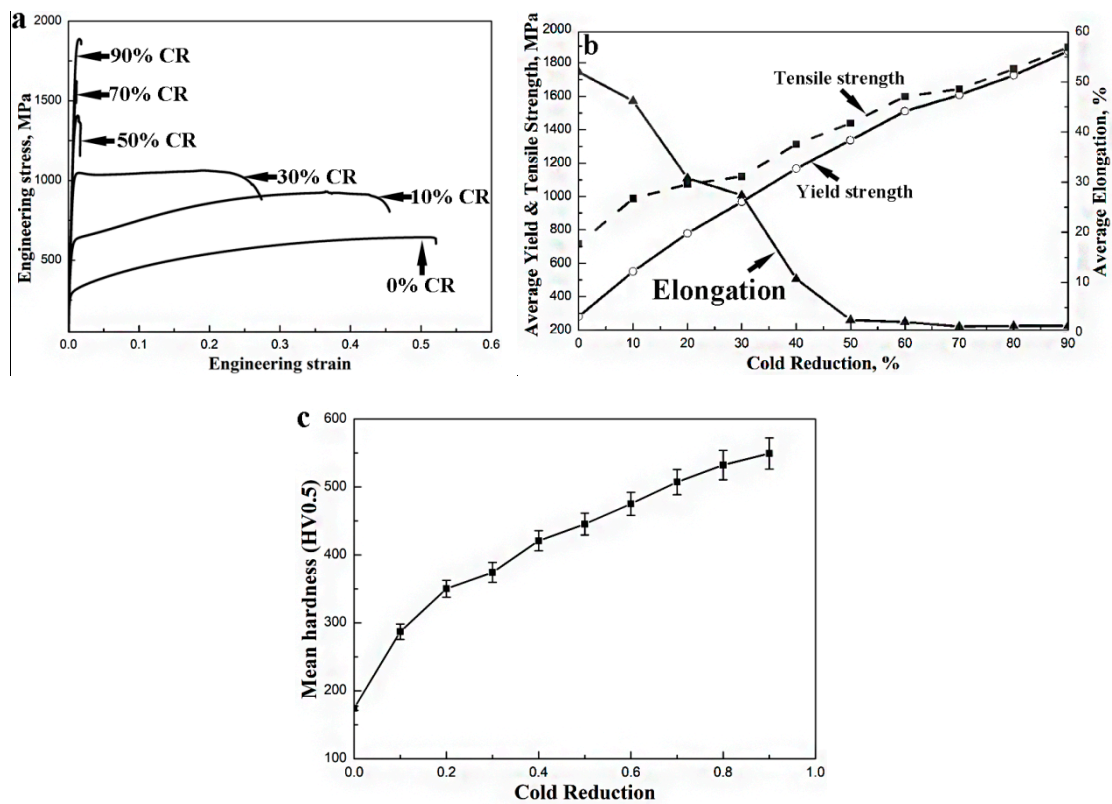 a
2000
1500
1000
500
0.0
0.1
0.2
0.3
0.4
0.5
0.6
Engineering stress, MPa
Engineering strain
90% CR
70% CR
50% CR
30% CR
10% CR
0% CR
b
2000
1800
1600
1400
1200
1000
800
600
400
200
60
50
40
30
20
10
0
0
10
20
30
40
50
60
70
80
90
Average Yield & Tensile Strength, MPa
Average Elongation, %
Cold Reduction, %
Tensile strength
Yield strength
Elongation
c
600
500
400
300
200
100
0.0
0.2
0.4
0.6
0.8
1.0
Mean hardness (HV0.5)
Cold Reduction